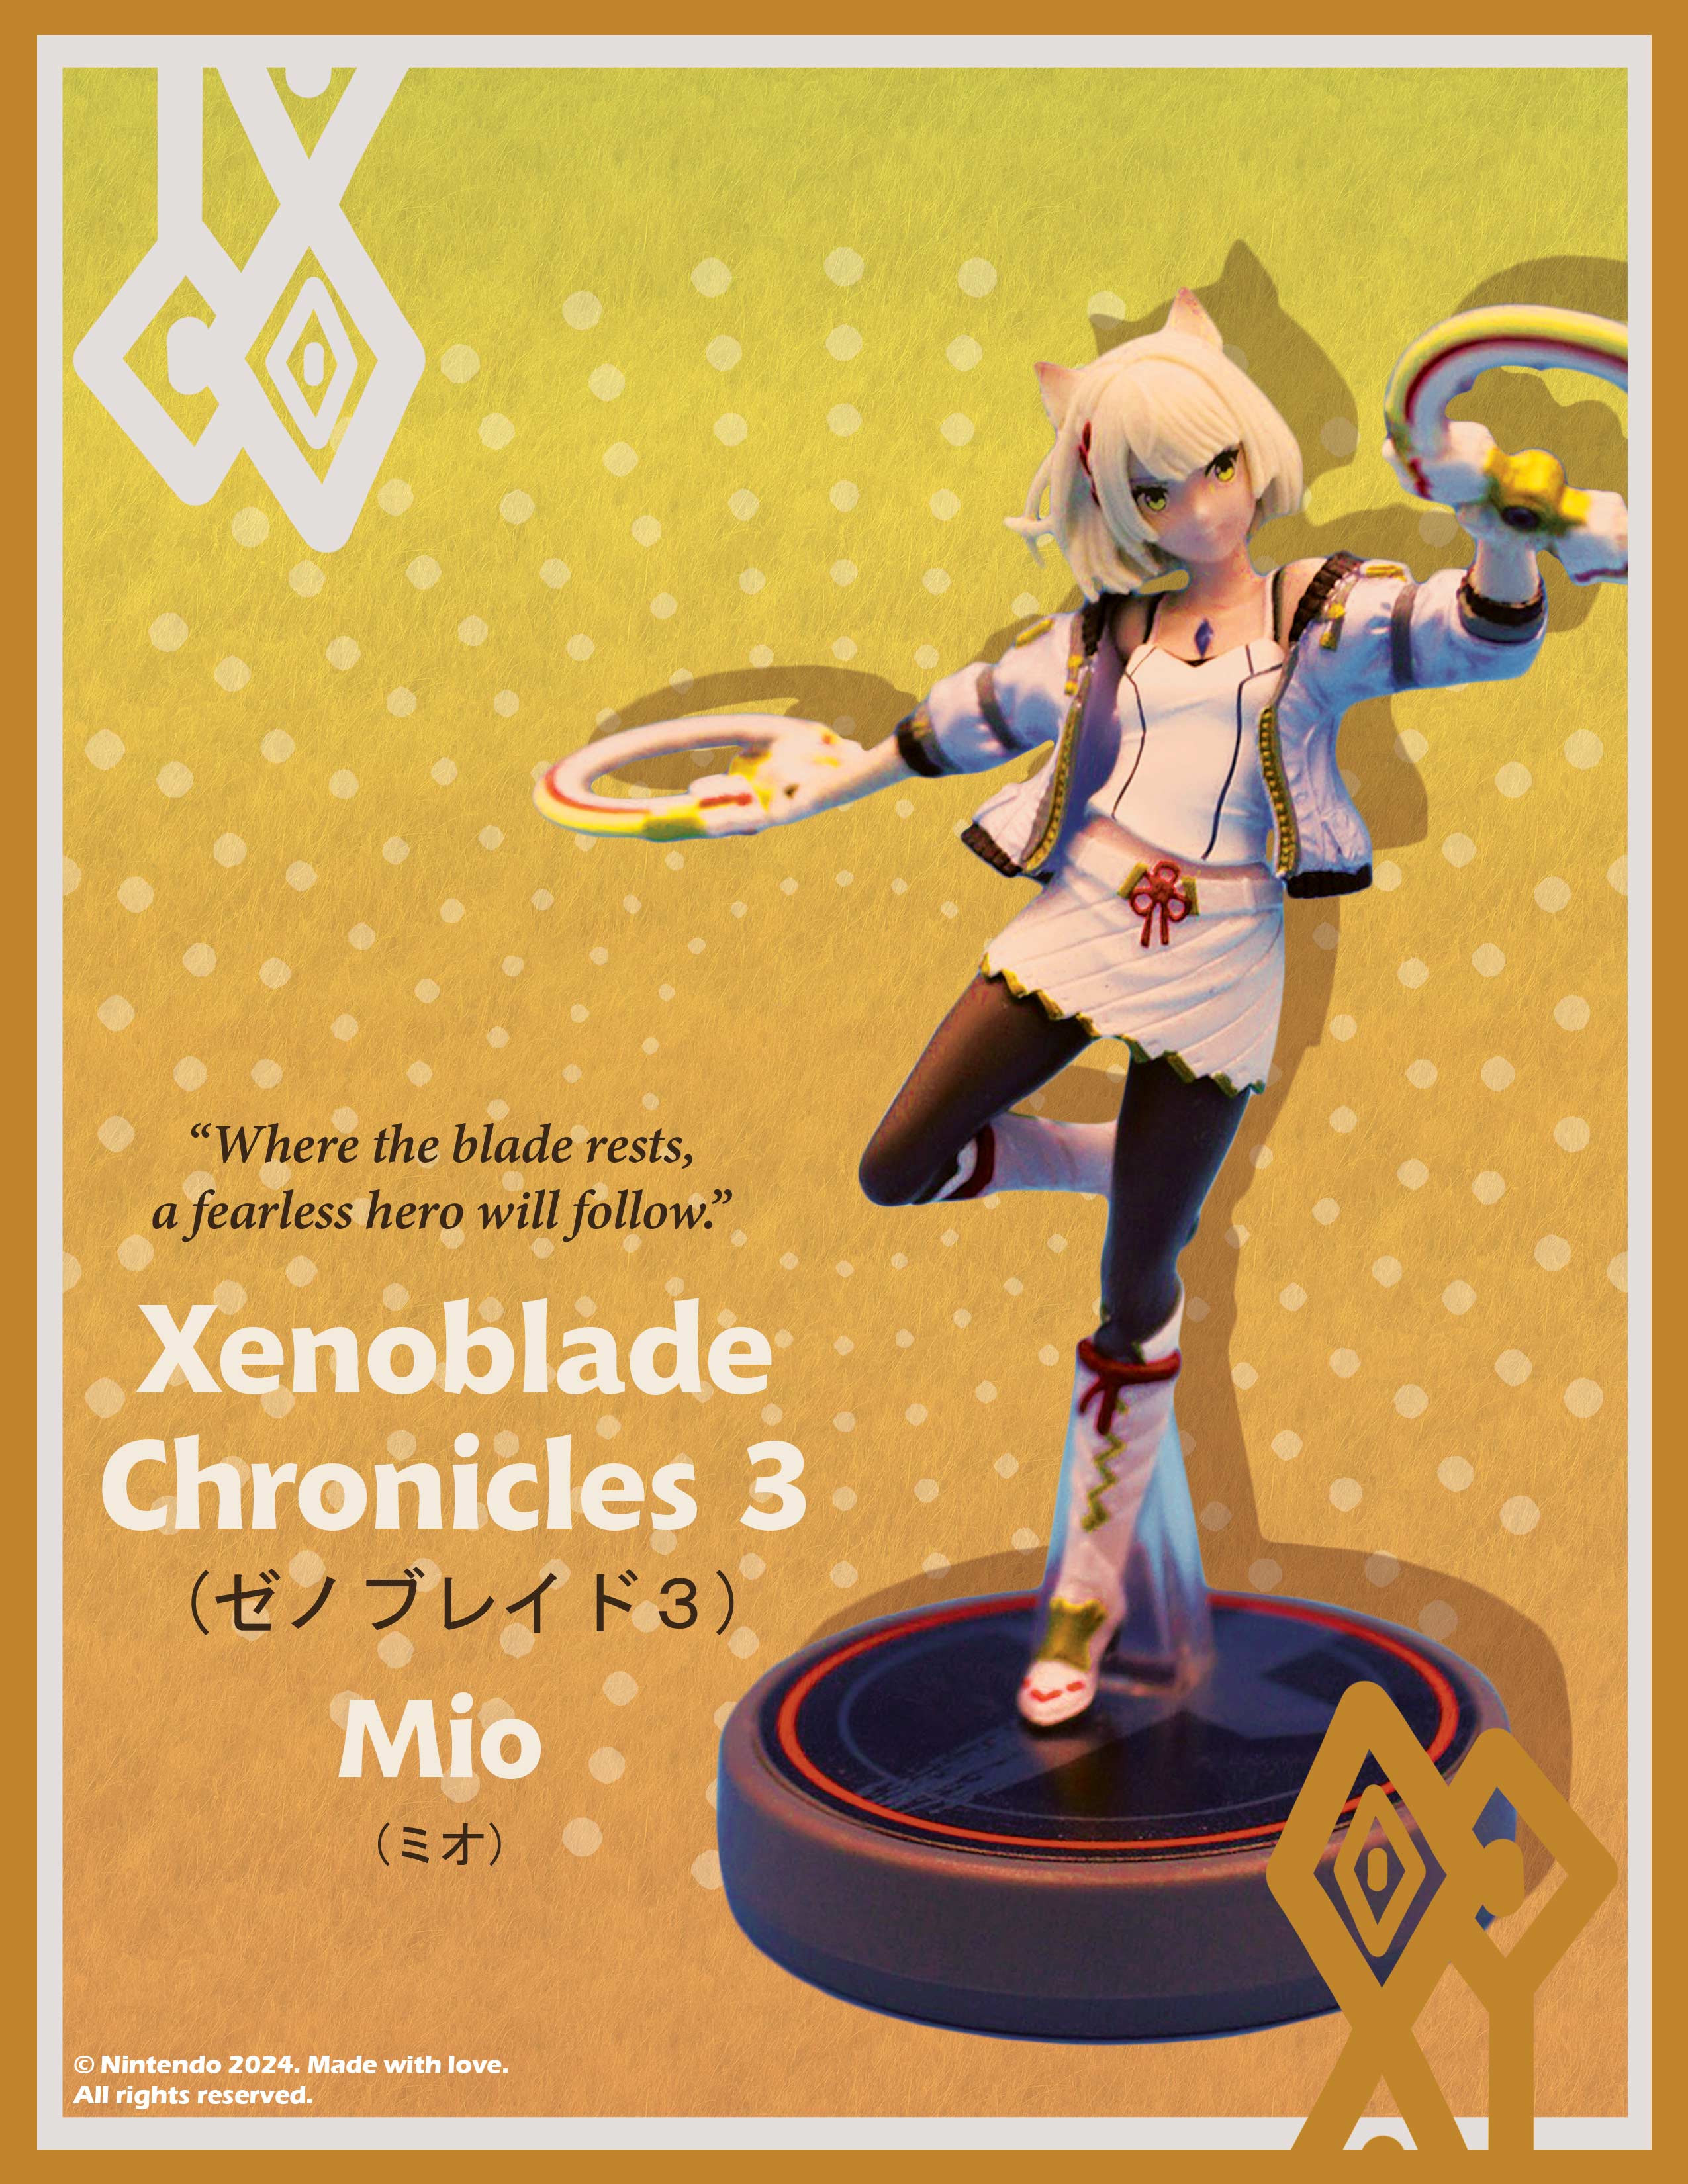 “Where the blade rests,
a fearless hero will follow.”
Xenoblade
Chronicles 3
（ゼノブレイド３）
Mio
（ミオ）
© Nintendo 2024. Made with love.
All rights reserved.